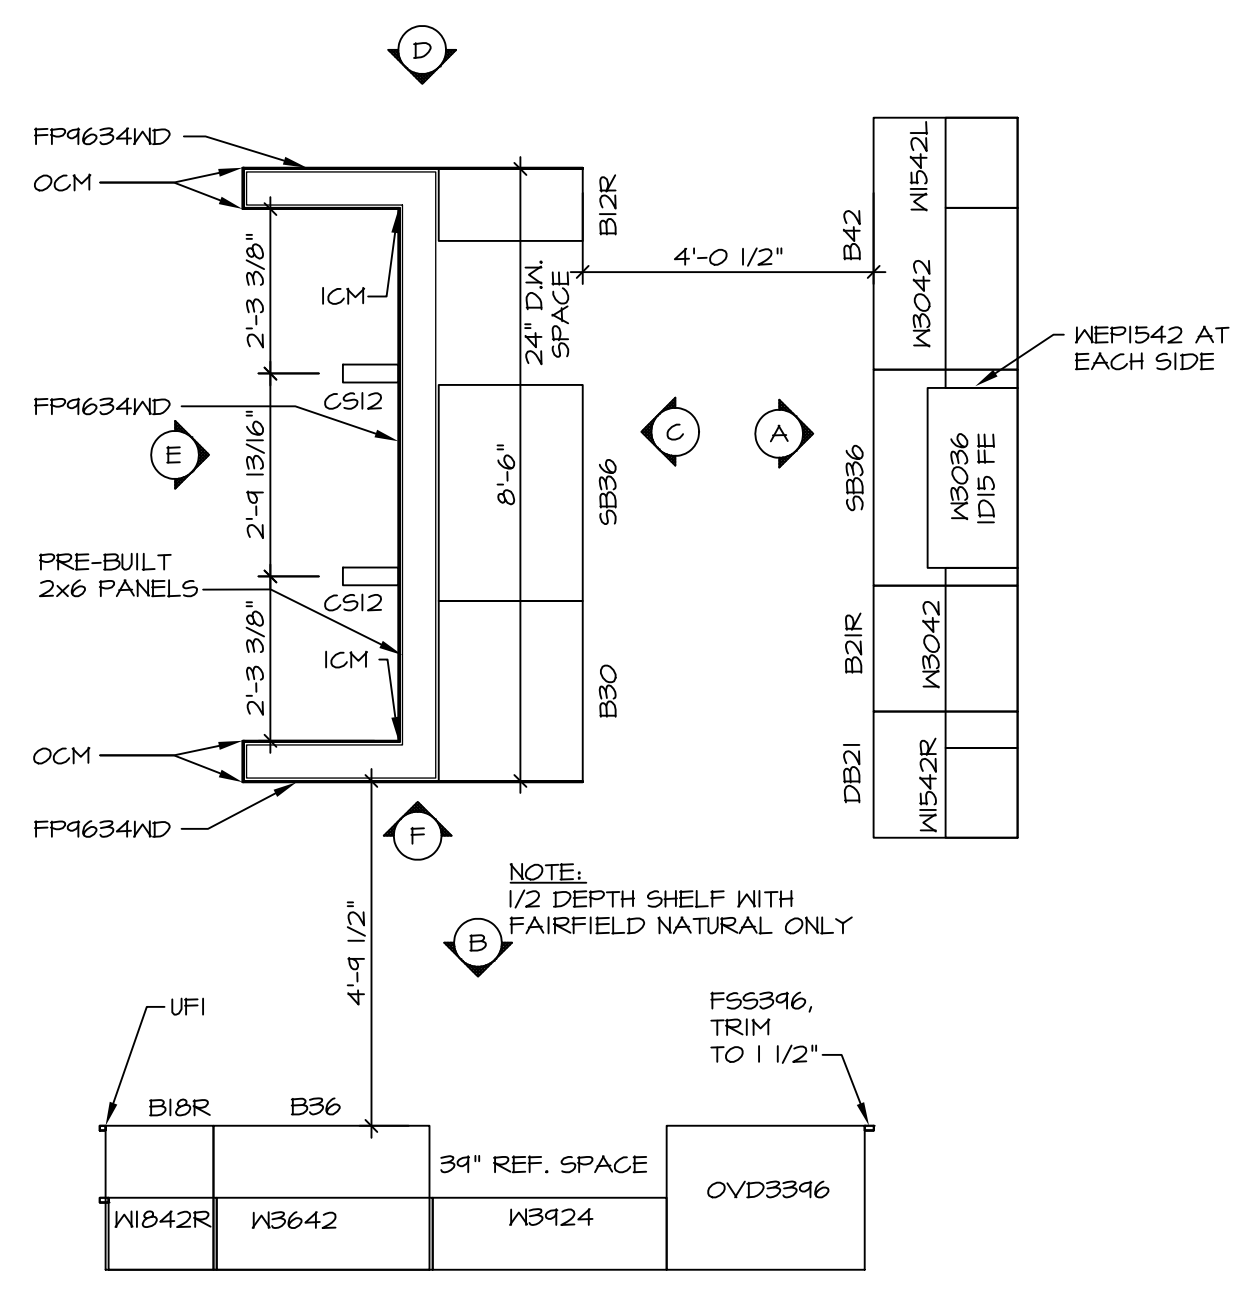 D
FP9634WD
OCM
B12R
W1542L
B42
4'-0 1/2"
2'-3 3/8"
1CM
24" D.W.
SPACE
W3042
WEP1542 AT
EACH SIDE
CS12
FP9634WD
C
A
E
2'-9 13/16"
8'-6"
SB36
SB36
W3036
1D15 FE
PRE-BUILT
2x6 PANELS
CS12
2'-3 3/8"
1CM
B30
B21R
W3042
OCM
DB21
W1542R
FP9634WD
F
NOTE:
1/2 DEPTH SHELF WITH
FAIRFIELD NATURAL ONLY
4'-9 1/2"
B
UF1
FSS396,
TRIM
TO 1 1/2"
B18R
B36
39" REF. SPACE
OVD3396
W1842R
W3642
W3924